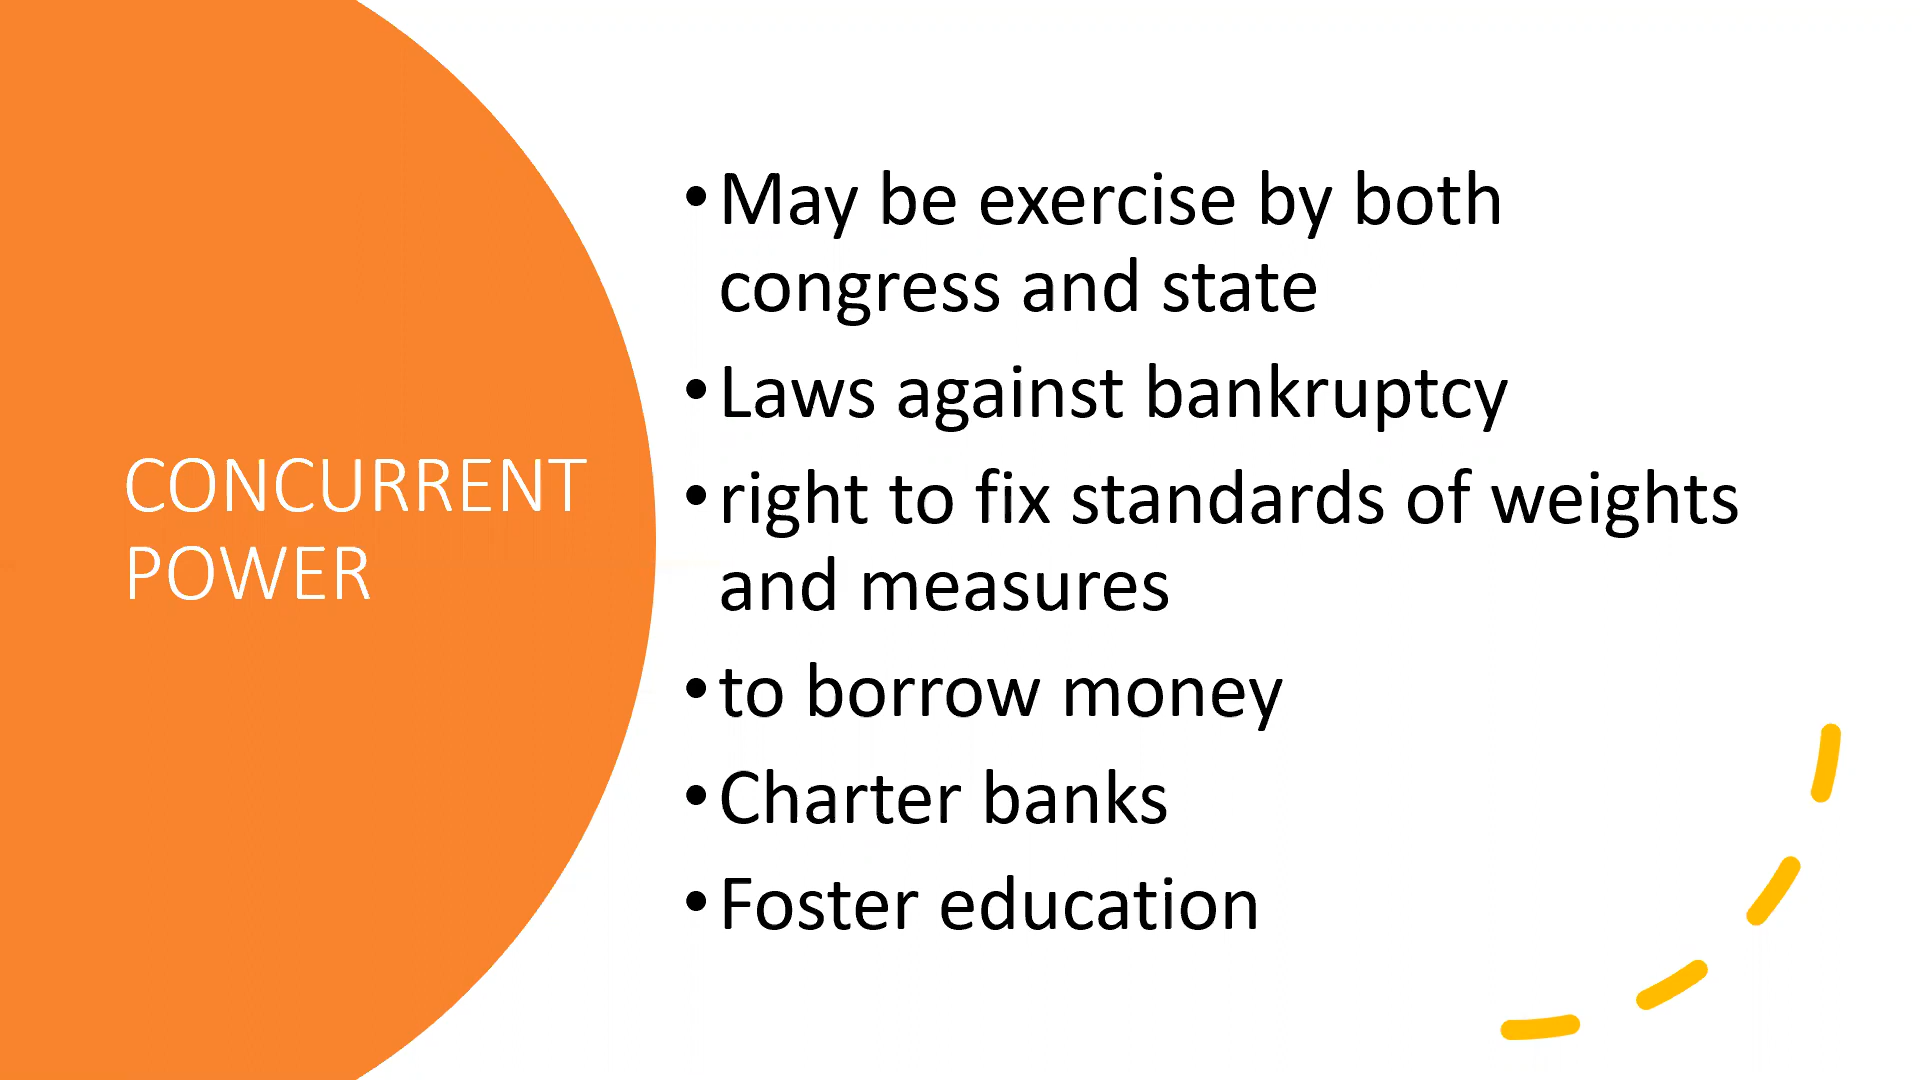 CONCURRENT
POWER
•May be exercise by both
congress and state
•Laws against bankruptcy
•right to fix standards of weights
and measures
•to borrow money
•Charter banks
•Foster education